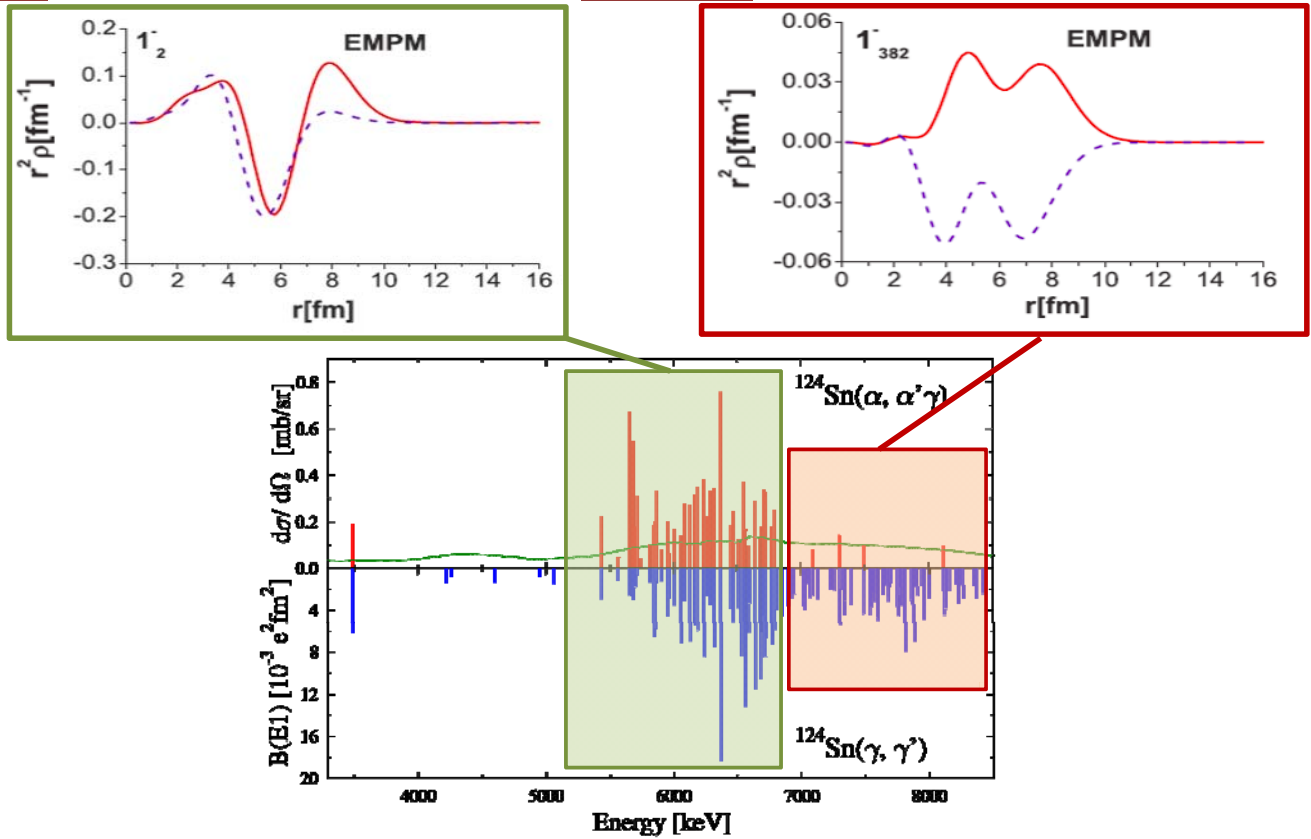 0.2
0.1
0.0
-0.1
-0.2
-0.3
r²ρ[fm⁻¹]
1⁻₂
EMPM
0 2 4 6 8 10 12 14 16
r[fm]
0.06
0.03
0.00
-0.03
-0.06
r²ρ[fm⁻¹]
1⁻₃₈₂
EMPM
0 2 4 6 8 10 12 14 16
r[fm]
¹²⁴Sn(α, α’γ)
dσ/dΩ [mb/sr]
0.8
0.6
0.4
0.2
0.0
B(E1) [10⁻³ e²fm²]
4
8
12
16
20
¹²⁴Sn(γ, γ’)
4000 5000 6000 7000 8000
Energy [keV]